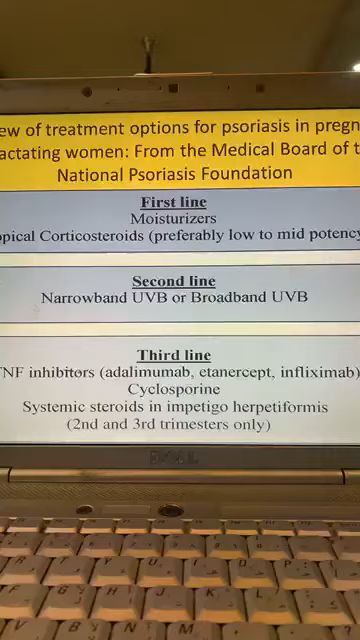 ew of treatment options for psoriasis in pregn
actating women: From the Medical Board of t
National Psoriasis Foundation
First line
Moisturizers
opical Corticosteroids (preferably low to mid potency
Second line
Narrowband UVB or Broadband UVB
Third line
TNF inhibitors (adalimumab, etanercept, infliximab)
Cyclosporine
Systemic steroids in impetigo herpetiformis
(2nd and 3rd trimesters only)
DELL
R T Y U I O P
F G H J K L
V B N M